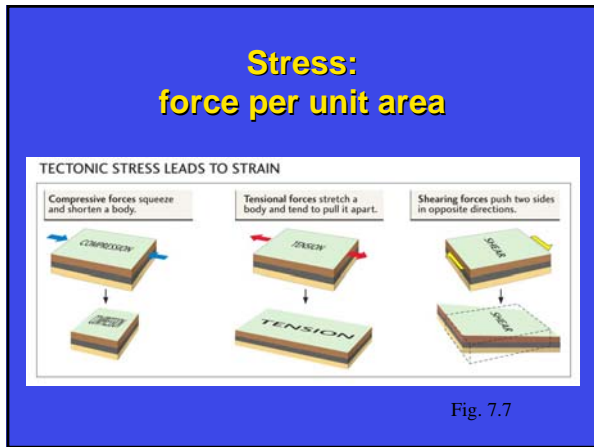 Stress:
force per unit area
TECTONIC STRESS LEADS TO STRAIN
Compressive forces squeeze
and shorten a body.
Tensional forces stretch a
body and tend to pull it apart.
Shearing forces push two sides
in opposite directions.
COMPRESSION
TENSION
SHEAR
TENSION
SHEAR
Fig. 7.7